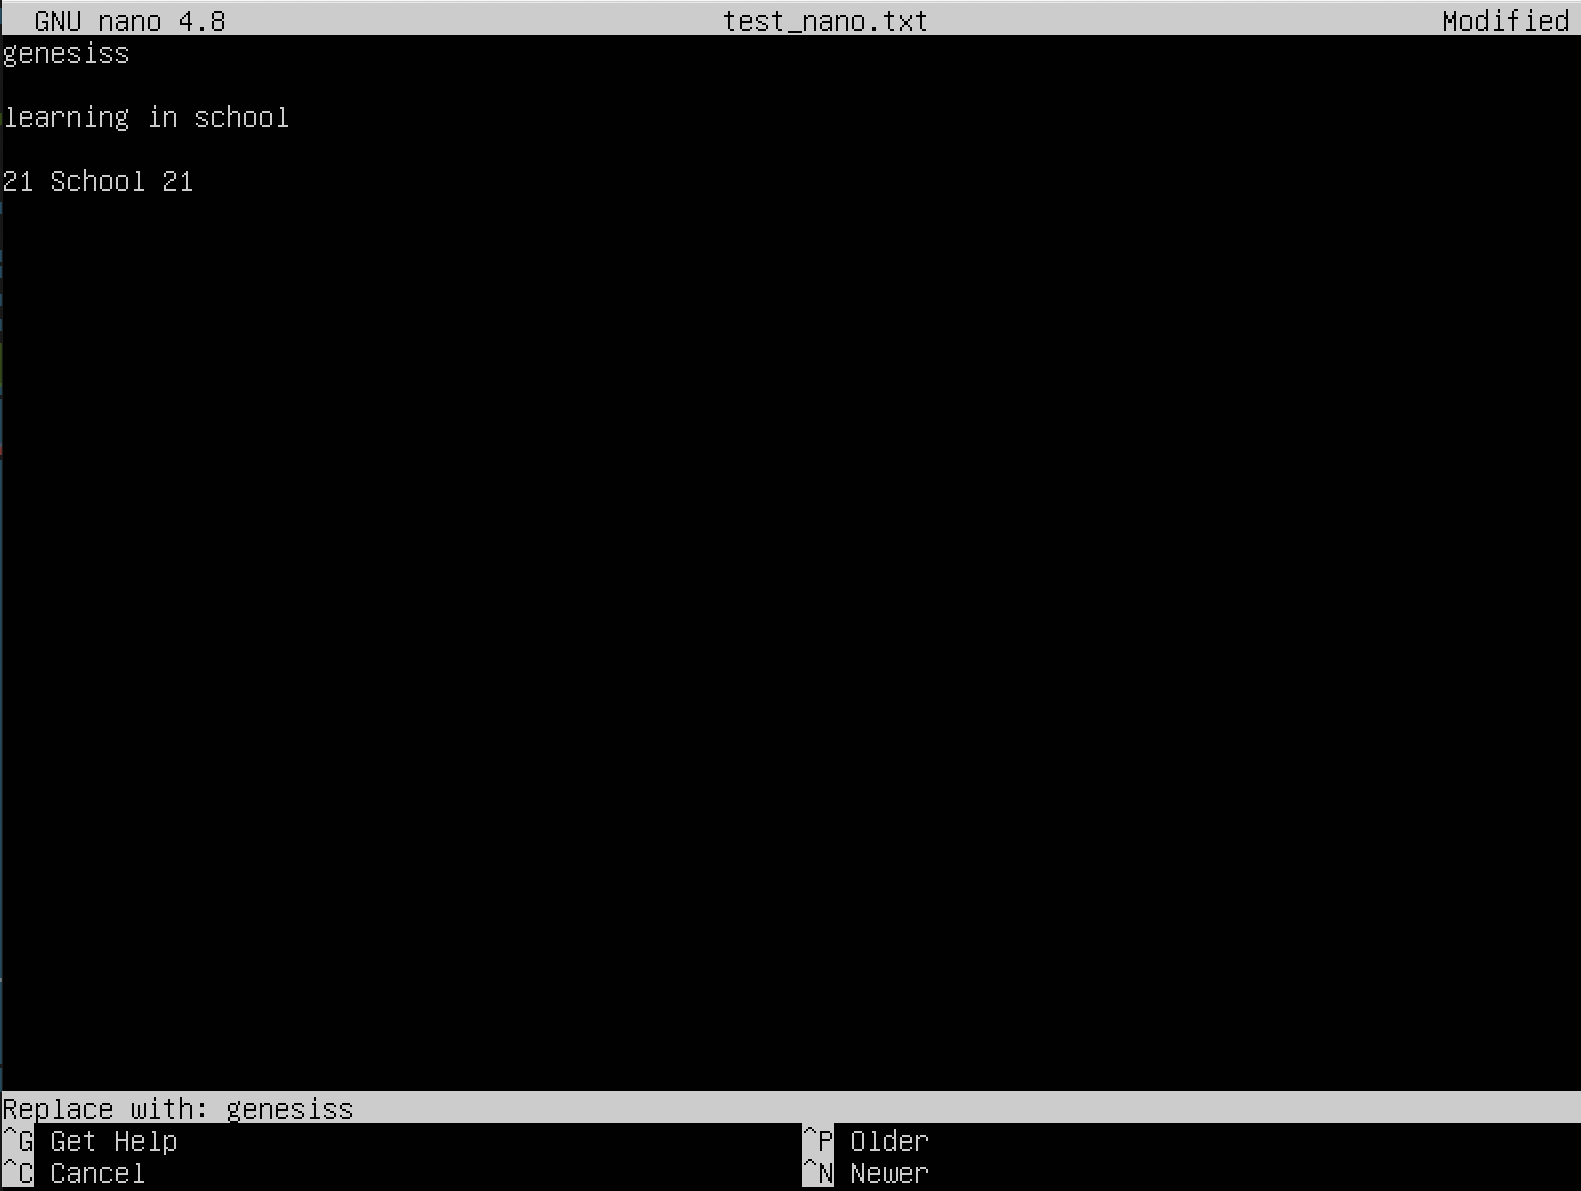 GNU nano 4.8 test_nano.txt Modified
genesiss
learning in school
21 School 21
Replace with: genesiss
^G Get Help ^P Older
^C Cancel ^N Newer